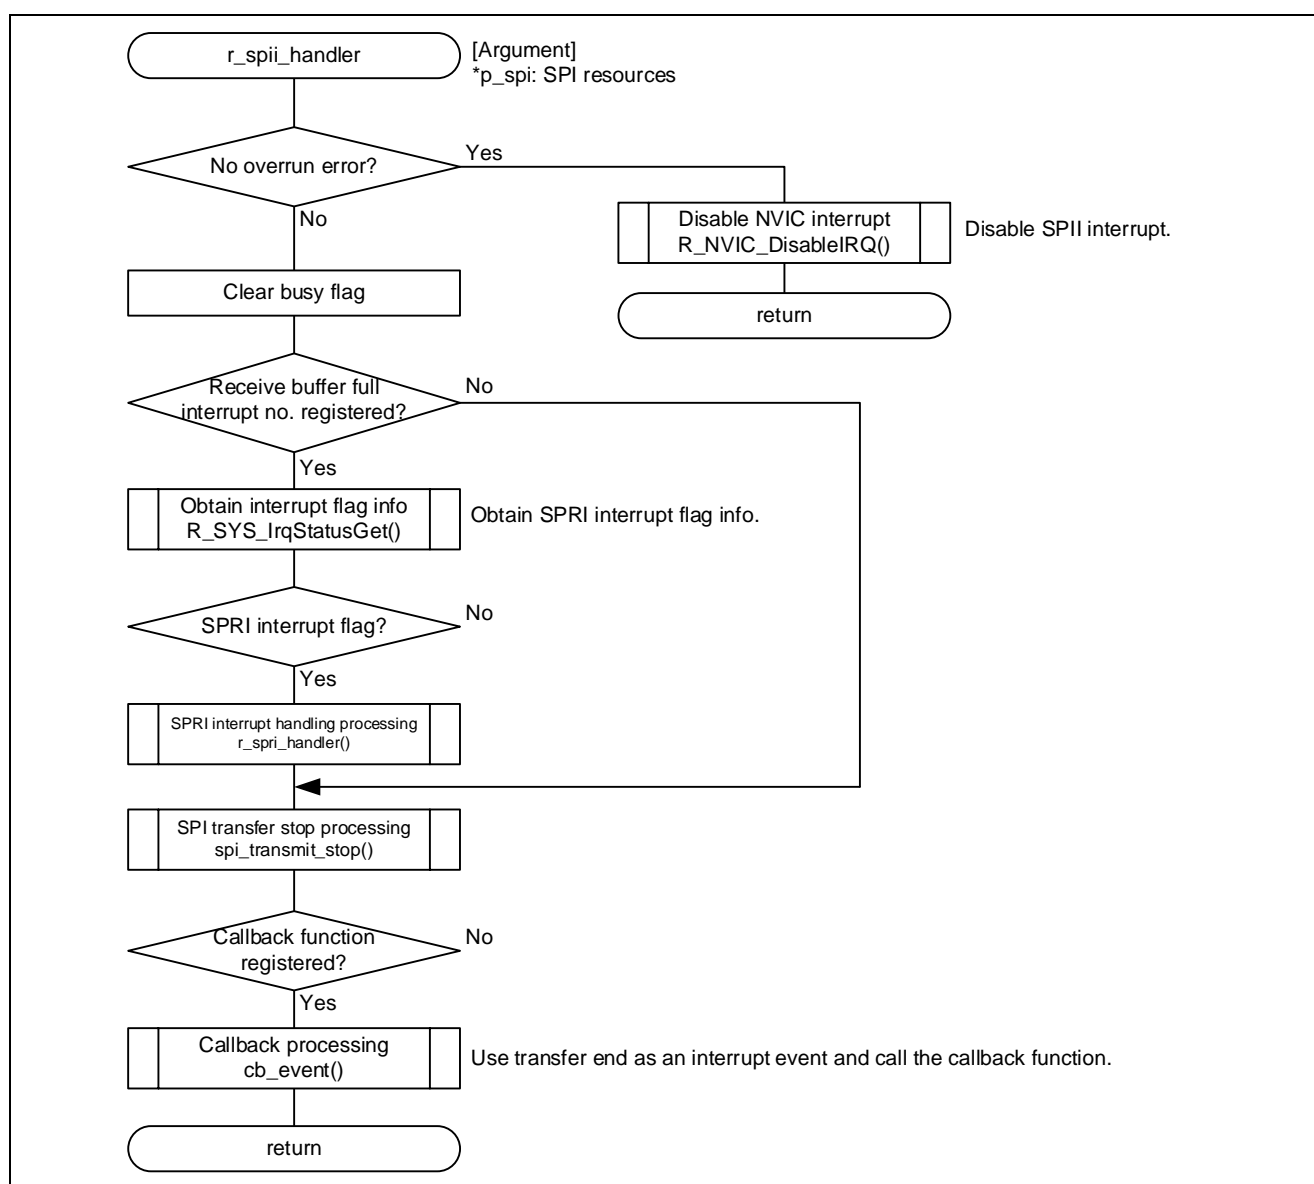 r_spii_handler
[Argument]
*p_spi: SPI resources
No overrun error?
Yes
No
Disable NVIC interrupt
R_NVIC_DisableIRQ()
Disable SPII interrupt.
Clear busy flag
return
Receive buffer full
interrupt no. registered?
No
Yes
Obtain interrupt flag info
R_SYS_IrqStatusGet()
Obtain SPRI interrupt flag info.
SPRI interrupt flag?
No
Yes
SPRI interrupt handling processing
r_spri_handler()
SPI transfer stop processing
spi_transmit_stop()
Callback function
registered?
No
Yes
Callback processing
cb_event()
Use transfer end as an interrupt event and call the callback function.
return